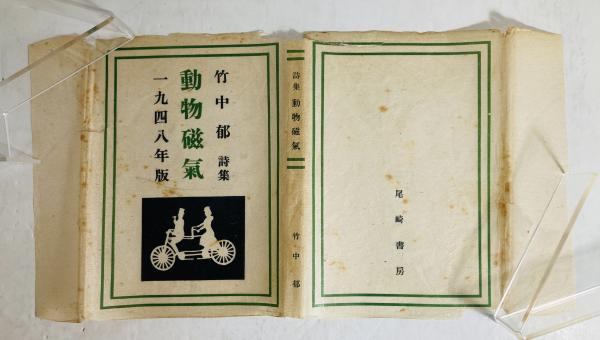 竹中郁 詩集
動物磁氣
一九四八年版
詩集 動物磁氣
竹中郁
尾崎書房